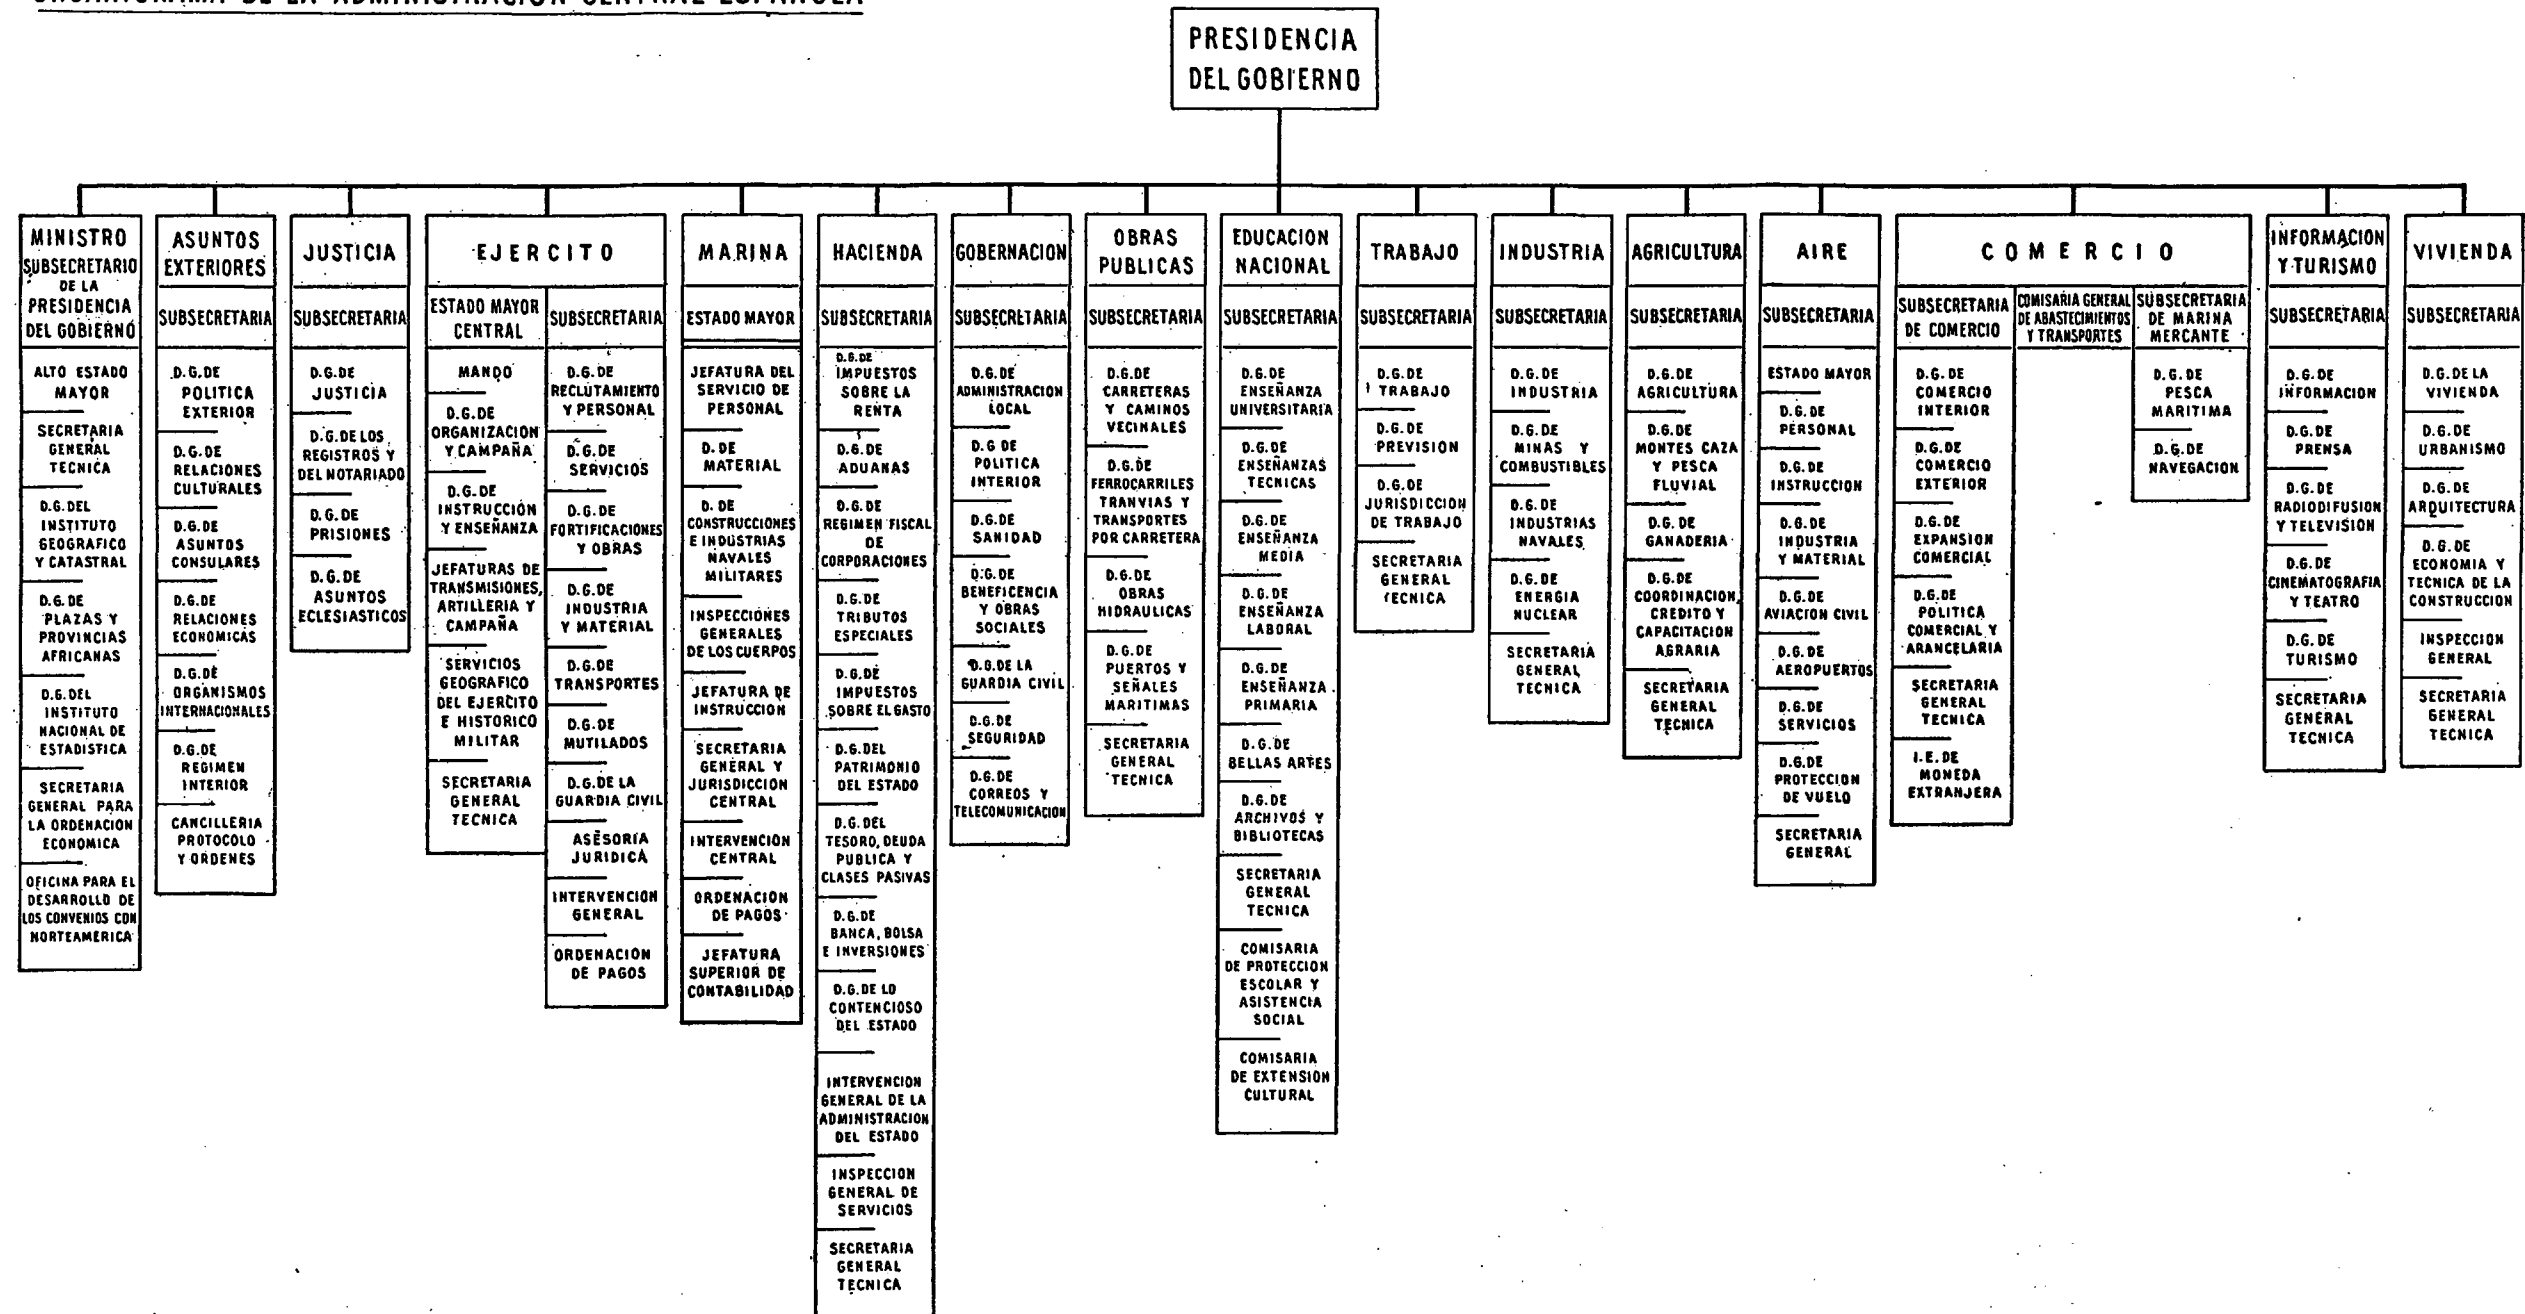 ORGANIGRAMA DE LA ADMINISTRACION CENTRAL ESPAÑOLA
PRESIDENCIA
DEL GOBIERNO
MINISTRO
SUBSECRETARIO
DE LA
PRESIDENCIA
DEL GOBIERNO
ALTO ESTADO
MAYOR
SECRETARIA
GENERAL
TECNICA
D.G.DEL
INSTITUTO
GEOGRAFICO
Y CATASTRAL
D.G.DE
PLAZAS Y
PROVINCIAS
AFRICANAS
D.G.DEL
INSTITUTO
NACIONAL DE
ESTADISTICA
SECRETARIA
GENERAL PARA
LA ORDENACION
ECONOMICA
OFICINA PARA EL
DESARROLLO DE
LOS CONVENIOS CON
NORTEAMERICA
ASUNTOS
EXTERIORES
SUBSECRETARIA
D.G.DE
POLITICA
EXTERIOR
D.G.DE
RELACIONES
CULTURALES
D.G.DE
ASUNTOS
CONSULARES
D.G.DE
RELACIONES
ECONOMICAS
D.G.DE
ORGANISMOS
INTERNACIONALES
D.G.DE
REGIMEN
INTERIOR
CANCILLERIA
PROTOCOLO
Y ORDENES
JUSTICIA
SUBSECRETARIA
D.G.DE
JUSTICIA
D.G.DE LOS
REGISTROS Y
DEL NOTARIADO
D.G.DE
PRISIONES
D.G.DE
ASUNTOS
ECLESIASTICOS
EJERCITO
ESTADO MAYOR
CENTRAL
MANDO
D.G.DE
ORGANIZACION
Y CAMPAÑA
D.G.DE
INSTRUCCIÓN
Y ENSEÑANZA
JEFATURAS DE
TRANSMISIONES,
ARTILLERIA Y
CAMPAÑA
SERVICIOS
GEOGRAFICO
DEL EJERCITO
E HISTORICO
MILITAR
SECRETARIA
GENERAL
TECNICA
SUBSECRETARIA
D.G.DE
RECLUTAMIENTO
Y PERSONAL
D.G.DE
SERVICIOS
D.G.DE
FORTIFICACIONES
Y OBRAS
D.G.DE
INDUSTRIA
Y MATERIAL
D.G.DE
TRANSPORTES
D.G.DE
MUTILADOS
D.G.DE LA
GUARDIA CIVIL
ASESORIA
JURIDICA
INTERVENCION
GENERAL
ORDENACION
DE PAGOS
MARINA
ESTADO MAYOR
JEFATURA DEL
SERVICIO DE
PERSONAL
D. DE
MATERIAL
D. DE
CONSTRUCCIONES
E INDUSTRIAS
NAVALES
MILITARES
INSPECCIONES
GENERALES
DE LOS CUERPOS
JEFATURA DE
INSTRUCCION
SECRETARIA
GENERAL Y
JURISDICCION
CENTRAL
INTERVENCION
CENTRAL
ORDENACION
DE PAGOS
JEFATURA
SUPERIOR DE
CONTABILIDAD
HACIENDA
SUBSECRETARIA
D.G.DE
IMPUESTOS
SOBRE LA
RENTA
D.G.DE
ADUANAS
D.G.DE
REGIMEN FISCAL
DE
CORPORACIONES
D.G.DE
TRIBUTOS
ESPECIALES
D.G.DE
IMPUESTOS
SOBRE EL GASTO
D.G.DEL
PATRIMONIO
DEL ESTADO
D.G.DEL
TESORO, DEUDA
PUBLICA Y
CLASES PASIVAS
D.G.DE
BANCA, BOLSA
E INVERSIONES
D.G.DE LO
CONTENCIOSO
DEL ESTADO
INTERVENCION
GENERAL DE LA
ADMINISTRACION
DEL ESTADO
INSPECCION
GENERAL DE
SERVICIOS
SECRETARIA
GENERAL
TECNICA
GOBERNACION
SUBSECRETARIA
D.G.DE
ADMINISTRACION
LOCAL
D.G DE
POLITICA
INTERIOR
D.G.DE
SANIDAD
D.G.DE
BENEFICENCIA
Y OBRAS
SOCIALES
D.G.DE LA
GUARDIA CIVIL
D.G.DE
SEGURIDAD
D.G.DE
CORREOS Y
TELECOMUNICACION
OBRAS
PUBLICAS
SUBSECRETARIA
D.G.DE
CARRETERAS
Y CAMINOS
VECINALES
D.G.DE
FERROCARRILES
TRANVIAS Y
TRANSPORTES
POR CARRETERA
D.G.DE
OBRAS
HIDRAULICAS
D.G.DE
PUERTOS Y
SEÑALES
MARITIMAS
SECRETARIA
GENERAL
TECNICA
EDUCACION
NACIONAL
SUBSECRETARIA
D.G.DE
ENSEÑANZA
UNIVERSITARIA
D.G.DE
ENSEÑANZAS
TECNICAS
D.G.DE
ENSEÑANZA
MEDIA
D.G.DE
ENSEÑANZA
LABORAL
D.G.DE
ENSEÑANZA
PRIMARIA
D.G.DE
BELLAS ARTES
D.G.DE
ARCHIVOS Y
BIBLIOTECAS
SECRETARIA
GENERAL
TECNICA
COMISARIA
DE PROTECCION
ESCOLAR Y
ASISTENCIA
SOCIAL
COMISARIA
DE EXTENSION
CULTURAL
TRABAJO
SUBSECRETARIA
D.G.DE
TRABAJO
D.G.DE
PREVISION
D.G.DE
JURISDICCION
DE TRABAJO
SECRETARIA
GENERAL
TECNICA
INDUSTRIA
SUBSECRETARIA
D.G.DE
INDUSTRIA
D.G.DE
MINAS Y
COMBUSTIBLES
D.G.DE
INDUSTRIAS
NAVALES
D.G.DE
ENERGIA
NUCLEAR
SECRETARIA
GENERAL
TECNICA
AGRICULTURA
SUBSECRETARIA
D.G.DE
AGRICULTURA
D.G.DE
MONTES CAZA
Y PESCA
FLUVIAL
D.G.DE
GANADERIA
D.G.DE
COORDINACION,
CREDITO Y
CAPACITACION
AGRARIA
SECRETARIA
GENERAL
TECNICA
AIRE
SUBSECRETARIA
ESTADO MAYOR
D.G.DE
PERSONAL
D.G.DE
INSTRUCCION
D.G.DE
INDUSTRIA
Y MATERIAL
D.G.DE
AVIACION CIVIL
D.G.DE
AEROPUERTOS
D.G.DE
SERVICIOS
D.G.DE
PROTECCION
DE VUELO
SECRETARIA
GENERAL
COMERCIO
SUBSECRETARIA
DE COMERCIO
D.G.DE
COMERCIO
INTERIOR
D.G.DE
COMERCIO
EXTERIOR
D.G.DE
EXPANSION
COMERCIAL
D.G.DE
POLITICA
COMERCIAL Y
ARANCELARIA
SECRETARIA
GENERAL
TECNICA
I.E.DE
MONEDA
EXTRANJERA
COMISARIA GENERAL
DE ABASTECIMIENTOS
Y TRANSPORTES
SUBSECRETARIA
DE MARINA
MERCANTE
D.G.DE
PESCA
MARITIMA
D.G.DE
NAVEGACION
INFORMACION
Y TURISMO
SUBSECRETARIA
D.G.DE
INFORMACION
D.G.DE
PRENSA
D.G.DE
RADIODIFUSION
Y TELEVISION
D.G.DE
CINEMATOGRAFIA
Y TEATRO
D.G.DE
TURISMO
SECRETARIA
GENERAL
TECNICA
VIVIENDA
SUBSECRETARIA
D.G.DE LA
VIVIENDA
D.G.DE
URBANISMO
D.G.DE
ARQUITECTURA
D.G.DE
ECONOMIA Y
TECNICA DE LA
CONSTRUCCION
INSPECCION
GENERAL
SECRETARIA
GENERAL
TECNICA